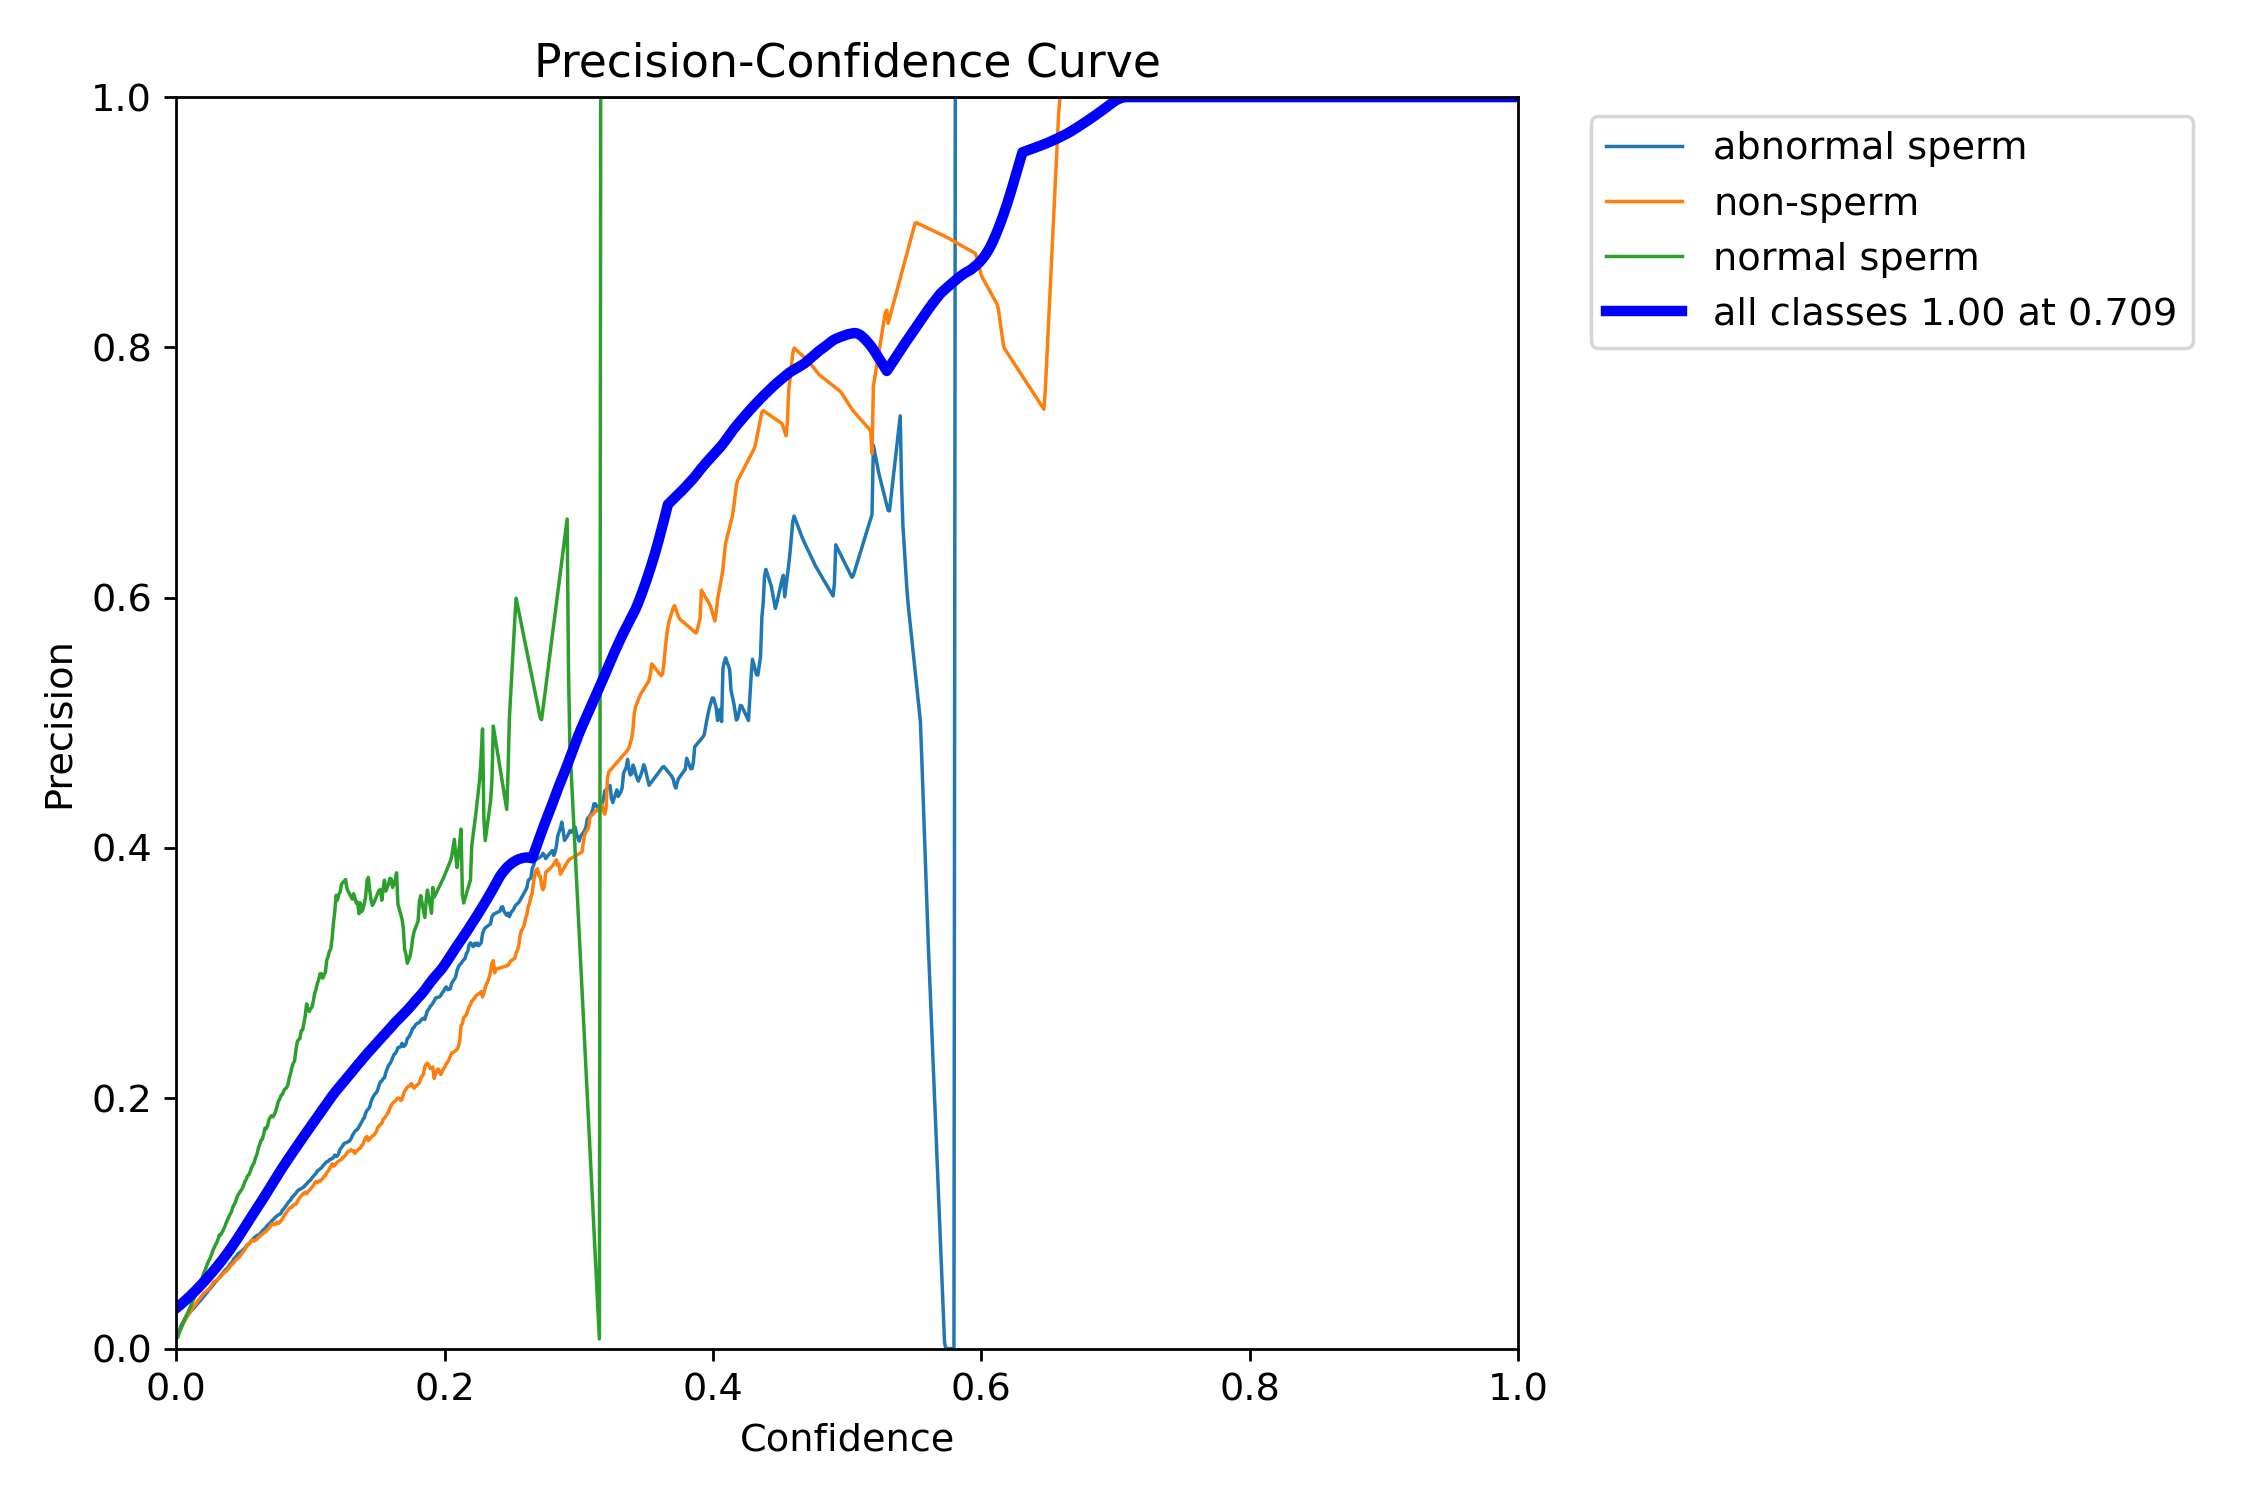 Precision-Confidence Curve
1.0
0.8
0.6
0.4
0.2
0.0
Precision
0.0 0.2 0.4 0.6 0.8 1.0
Confidence
abnormal sperm
non-sperm
normal sperm
all classes 1.00 at 0.709